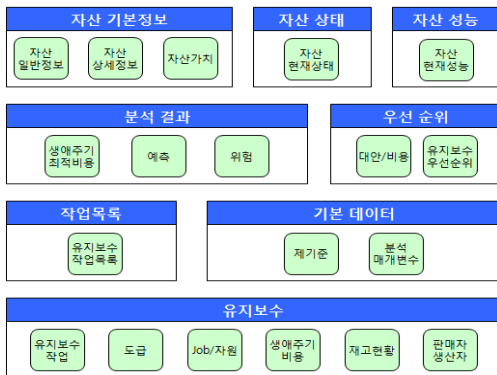 자산 기본정보
자산 상태
자산 성능
자산
일반정보
자산
상세정보
자산가치
자산
현재상태
자산
현재성능
분석 결과
우선 순위
생애주기
최적비용
예측
위험
대안/비용
유지보수
우선순위
작업목록
기본 데이터
유지보수
작업목록
제기준
분석
매개변수
유지보수
유지보수
작업
도급
Job/자원
생애주기
비용
재고현황
판매자
생산자